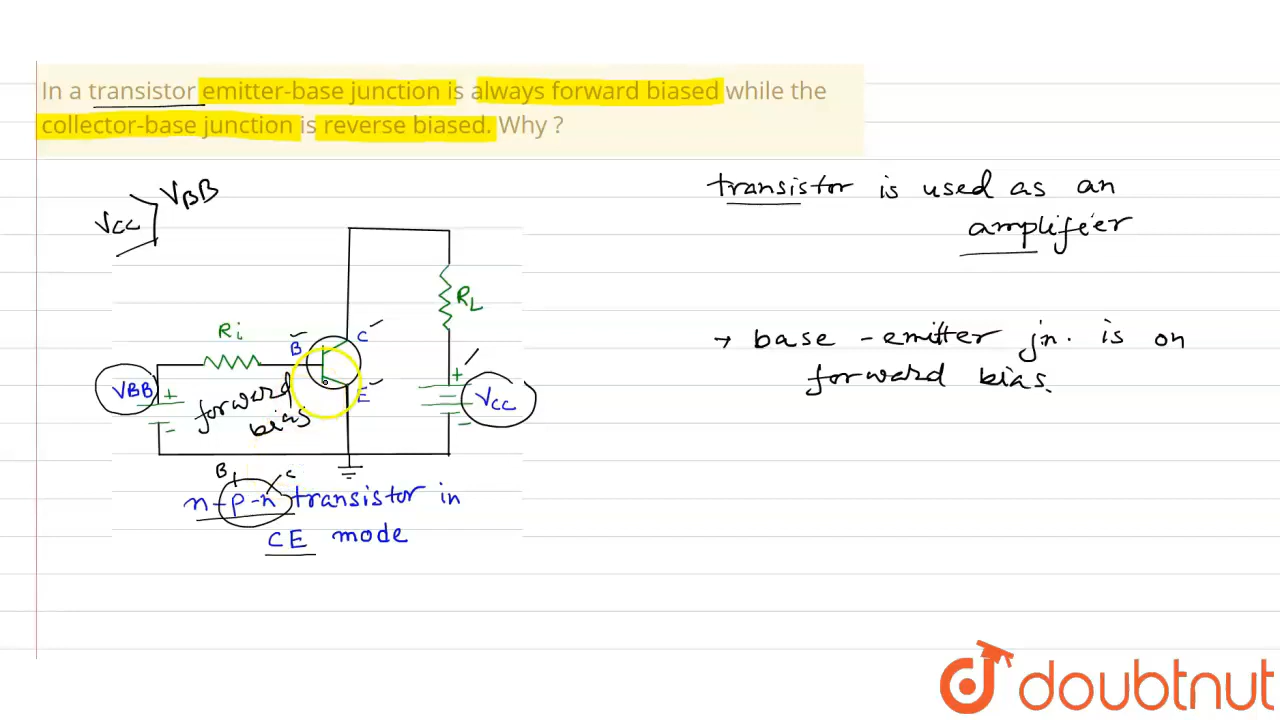 In a transistor emitter-base junction is always forward biased while the
collector-base junction is reverse biased. Why ?
VBB
VCC
transistor is used as an
amplifier
Ri
RL
B
C
E
VBB
+
-
forward
bias
+
-
VCC
→ base - emitter jn. is on
forward bias.
B
C
n-p-n transistor in
CE mode
doubtnut